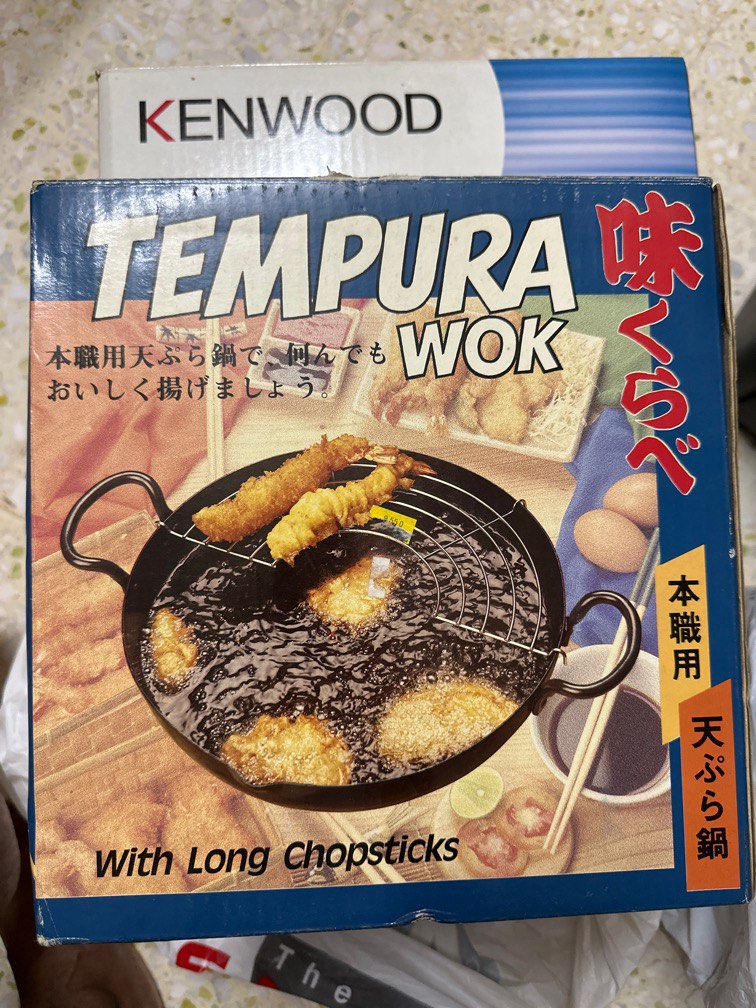 KENWOOD
TEMPURA
WOK
味くらべ
本職用天ぷら鍋で 何んでも
おいしく揚げましょう。
本職用
天ぷら鍋
With Long Chopsticks
The